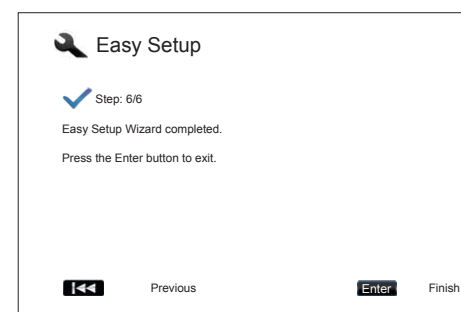 Easy Setup
Step: 6/6
Easy Setup Wizard completed.
Press the Enter button to exit.
Previous Enter Finish